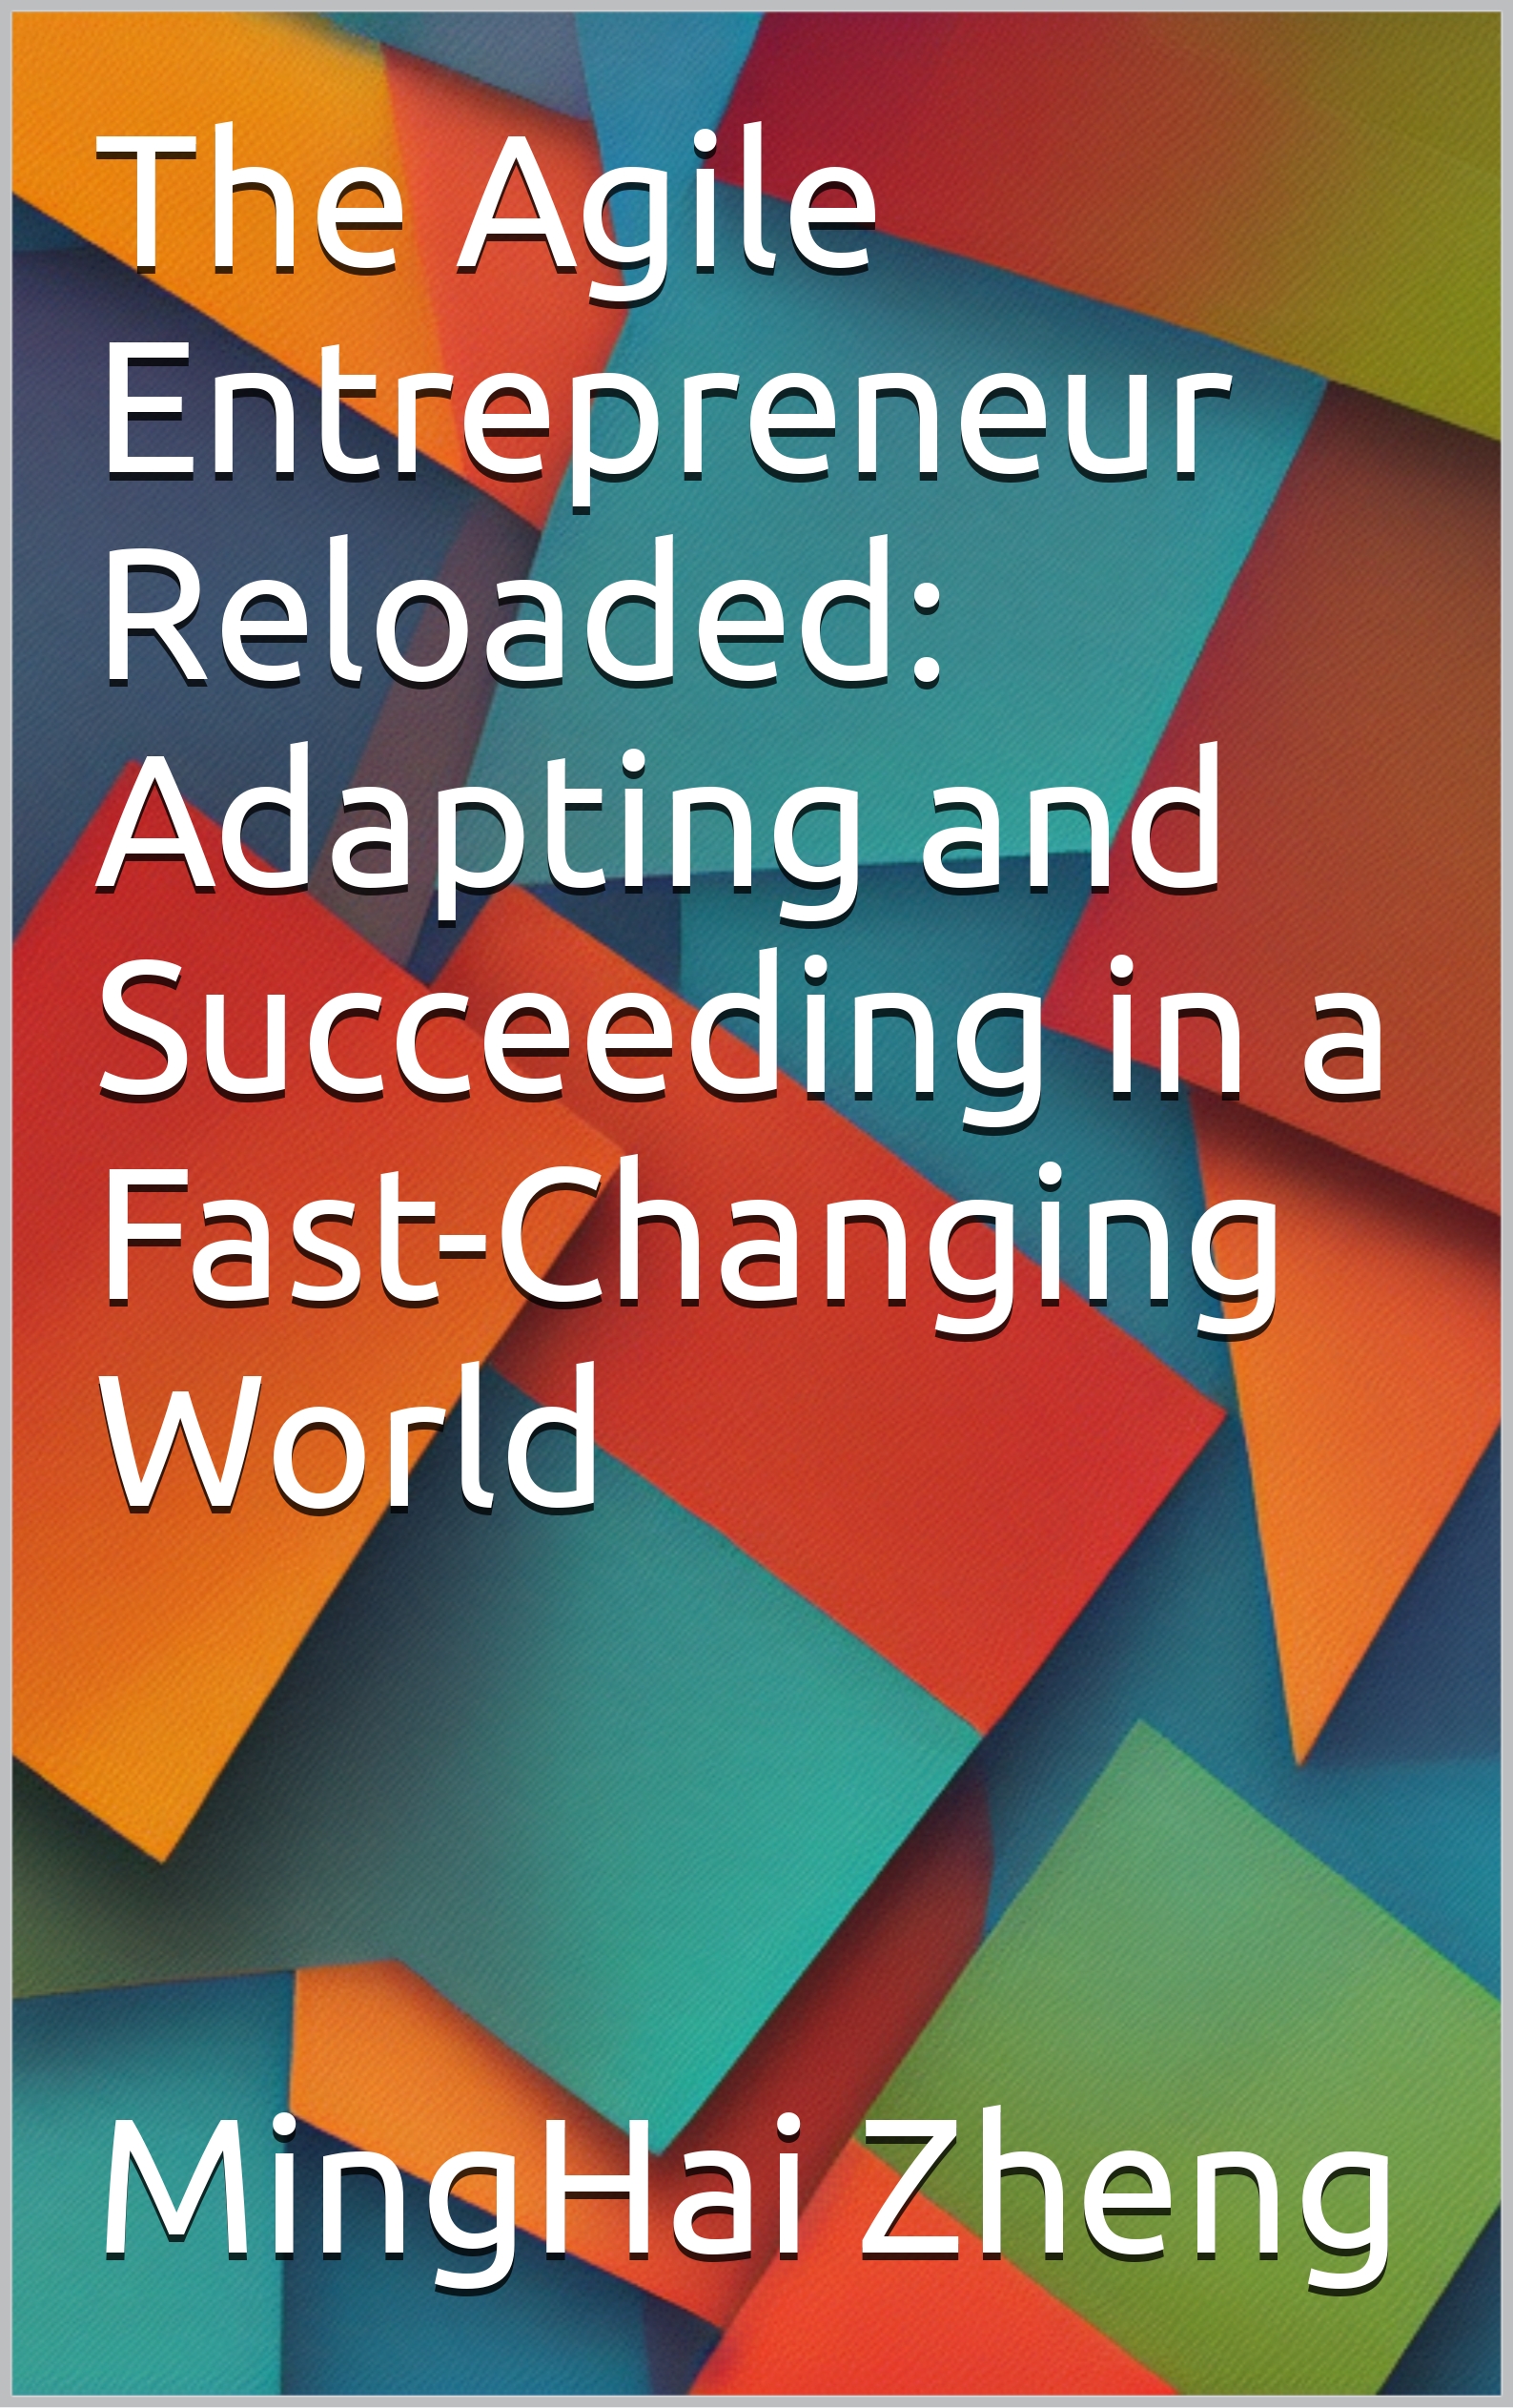 The Agile
Entrepreneur
Reloaded:
Adapting and
Succeeding in a
Fast-Changing
World
MingHai Zheng